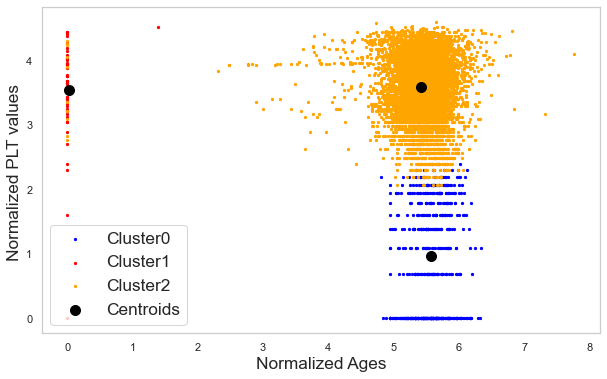 Normalized PLT values
4
3
2
1
0
Cluster0
Cluster1
Cluster2
Centroids
0 1 2 3 4 5 6 7 8
Normalized Ages